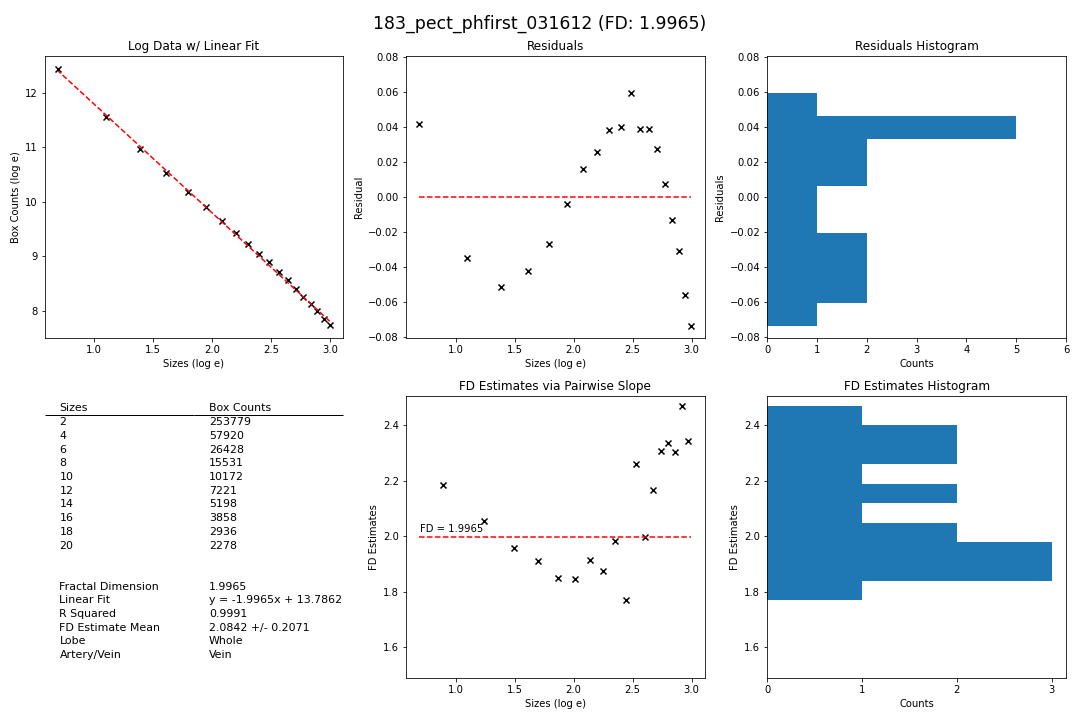 183_pect_phfirst_031612 (FD: 1.9965)
Log Data w/ Linear Fit
Box Counts (log e)
12
11
10
9
8
1.0 1.5 2.0 2.5 3.0
Sizes (log e)
Residuals
Residual
0.08
0.06
0.04
0.02
0.00
−0.02
−0.04
−0.06
−0.08
1.0 1.5 2.0 2.5 3.0
Sizes (log e)
Residuals Histogram
Residuals
0.08
0.06
0.04
0.02
0.00
−0.02
−0.04
−0.06
−0.08
0 1 2 3 4 5 6
Counts
Sizes Box Counts
2 253779
4 57920
6 26428
8 15531
10 10172
12 7221
14 5198
16 3858
18 2936
20 2278
Fractal Dimension 1.9965
Linear Fit y = -1.9965x + 13.7862
R Squared 0.9991
FD Estimate Mean 2.0842 +/- 0.2071
Lobe Whole
Artery/Vein Vein
FD Estimates via Pairwise Slope
FD Estimates
2.4
2.2
2.0
1.8
1.6
FD = 1.9965
1.0 1.5 2.0 2.5 3.0
Sizes (log e)
FD Estimates Histogram
FD Estimates
2.4
2.2
2.0
1.8
1.6
0 1 2 3
Counts